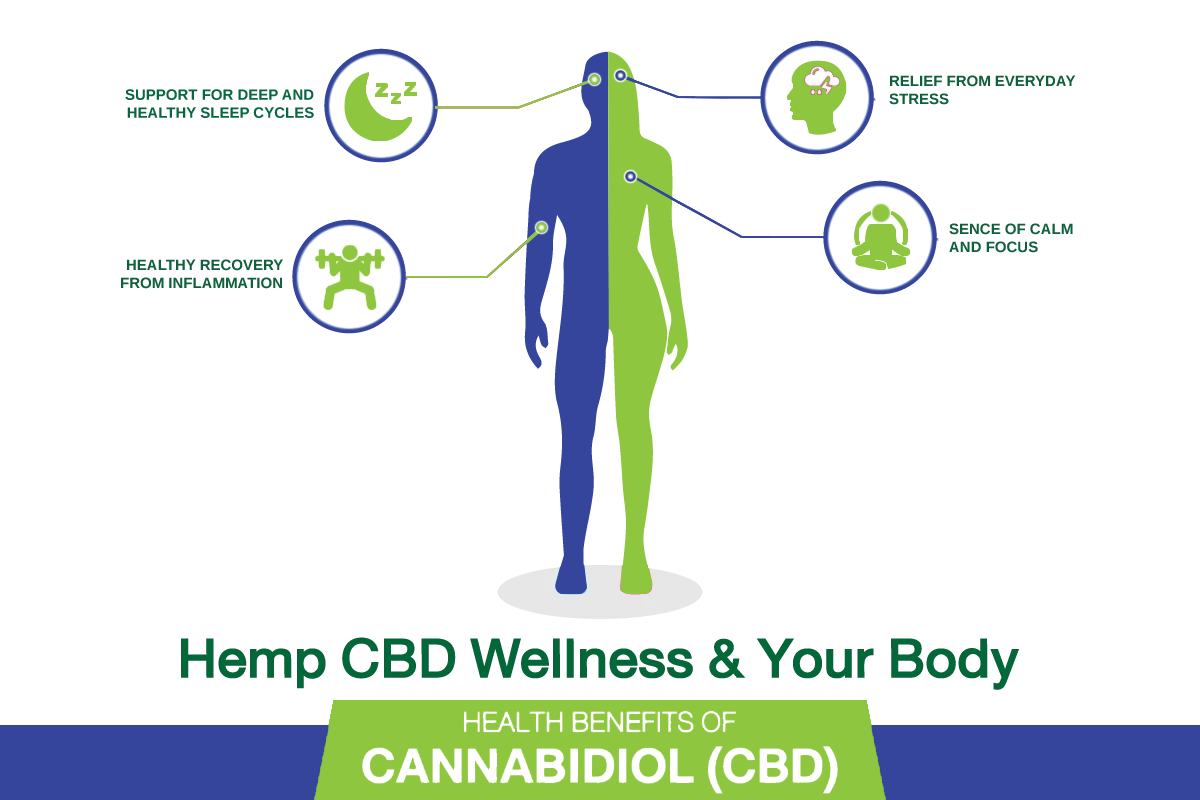 SUPPORT FOR DEEP AND
HEALTHY SLEEP CYCLES
zzz
RELIEF FROM EVERYDAY
STRESS
HEALTHY RECOVERY
FROM INFLAMMATION
SENCE OF CALM
AND FOCUS
Hemp CBD Wellness & Your Body
HEALTH BENEFITS OF
CANNABIDIOL (CBD)